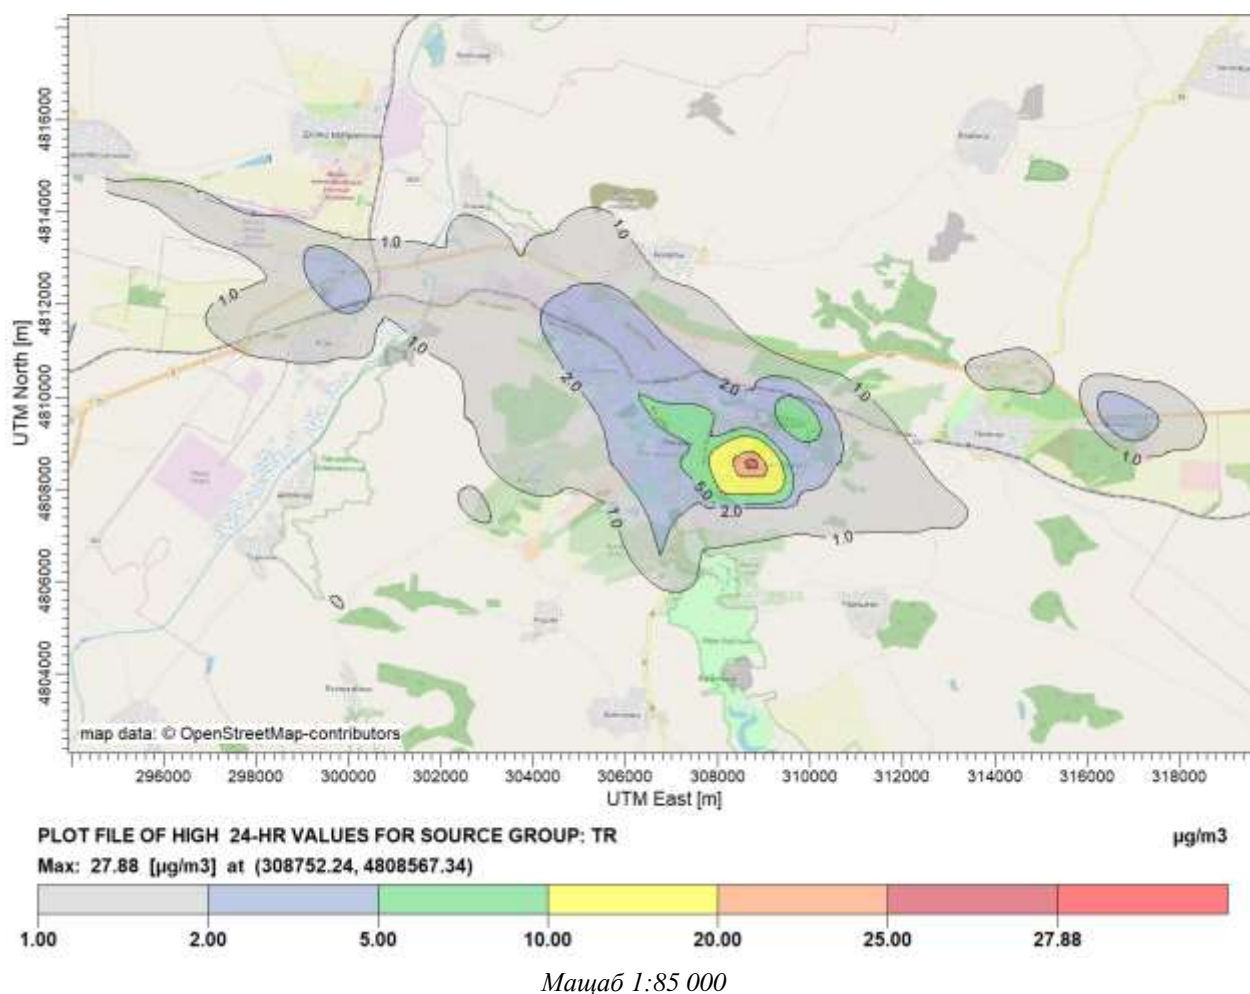 4816000
4814000
4812000
4810000
4808000
4806000
4804000
UTM North [m]
1.0
1.0
1.0
1.0
2.0
2.0
1.0
1.0
5.0
2.0
1.0
1.0
map data: © OpenStreetMap-contributors
296000 298000 300000 302000 304000 306000 308000 310000 312000 314000 316000 318000
UTM East [m]
PLOT FILE OF HIGH 24-HR VALUES FOR SOURCE GROUP: TR
µg/m3
Max: 27.88 [µg/m3] at (308752.24, 4808567.34)
1.00 2.00 5.00 10.00 20.00 25.00 27.88
Мащаб 1:85 000